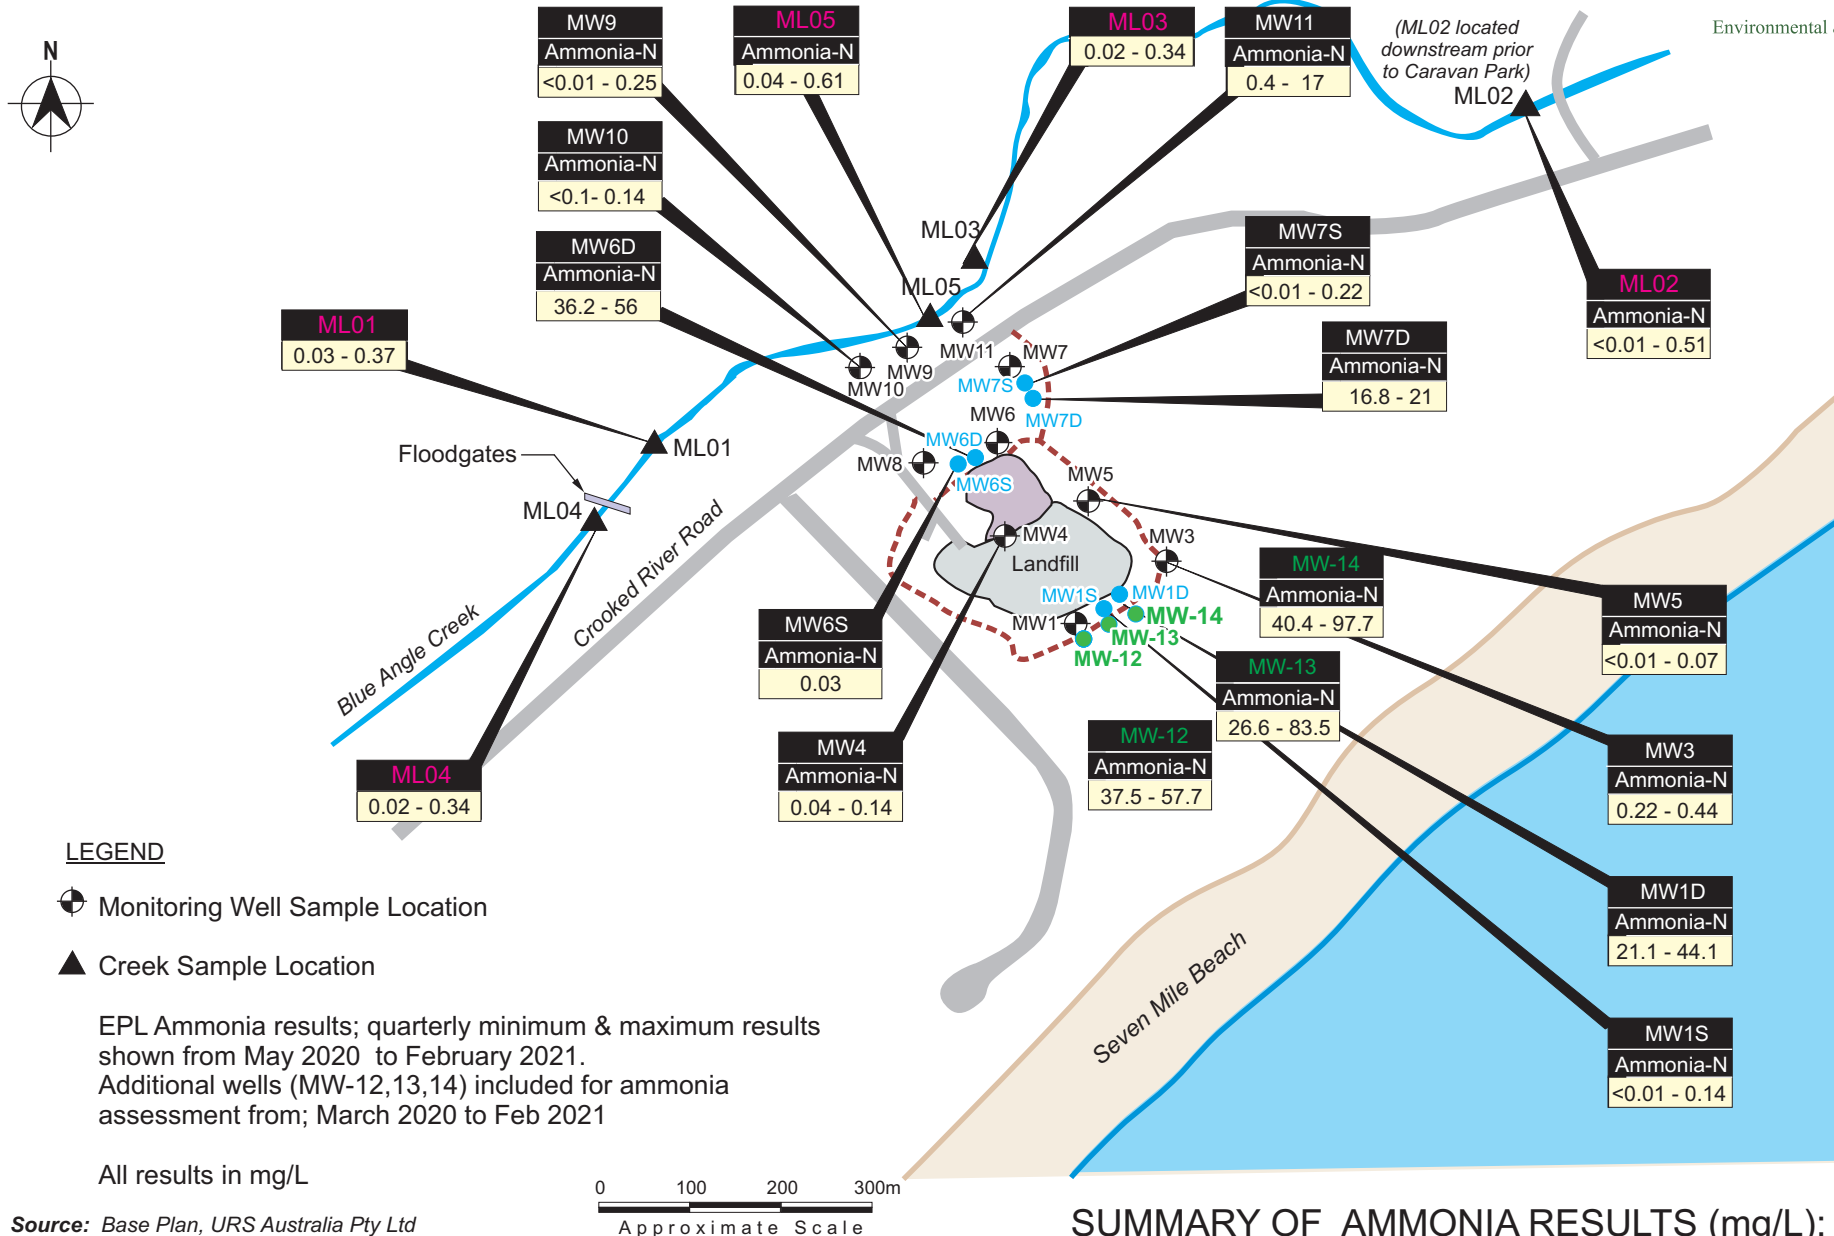 N
MW9
Ammonia-N
<0.01 - 0.25
ML05
Ammonia-N
0.04 - 0.61
ML03
0.02 - 0.34
MW11
Ammonia-N
0.4 - 17
(ML02 located
downstream prior
to Caravan Park)
ML02
Environmental
MW10
Ammonia-N
<0.1- 0.14
MW6D
Ammonia-N
36.2 - 56
ML01
0.03 - 0.37
ML03
ML05
MW11
MW9
MW10
MW7
MW7S
MW7D
MW7S
Ammonia-N
<0.01 - 0.22
MW7D
Ammonia-N
16.8 - 21
ML02
Ammonia-N
<0.01 - 0.51
ML01
Floodgates
ML04
MW6
MW6D
MW8
MW6S
MW5
MW4
MW3
Landfill
MW1S
MW1D
MW1
MW-14
MW-13
MW-12
Blue Angle Creek
Crooked River Road
MW-14
Ammonia-N
40.4 - 97.7
MW5
Ammonia-N
<0.01 - 0.07
MW6S
Ammonia-N
0.03
MW-13
Ammonia-N
26.6 - 83.5
MW4
Ammonia-N
0.04 - 0.14
MW-12
Ammonia-N
37.5 - 57.7
MW3
Ammonia-N
0.22 - 0.44
ML04
0.02 - 0.34
MW1D
Ammonia-N
21.1 - 44.1
MW1S
Ammonia-N
<0.01 - 0.14
Seven Mile Beach
LEGEND
Monitoring Well Sample Location
Creek Sample Location
EPL Ammonia results; quarterly minimum & maximum results
shown from May 2020 to February 2021.
Additional wells (MW-12,13,14) included for ammonia
assessment from; March 2020 to Feb 2021
All results in mg/L
0 100 200 300m
Approximate Scale
Source: Base Plan, URS Australia Pty Ltd
SUMMARY OF AMMONIA RESULTS (mg/L):